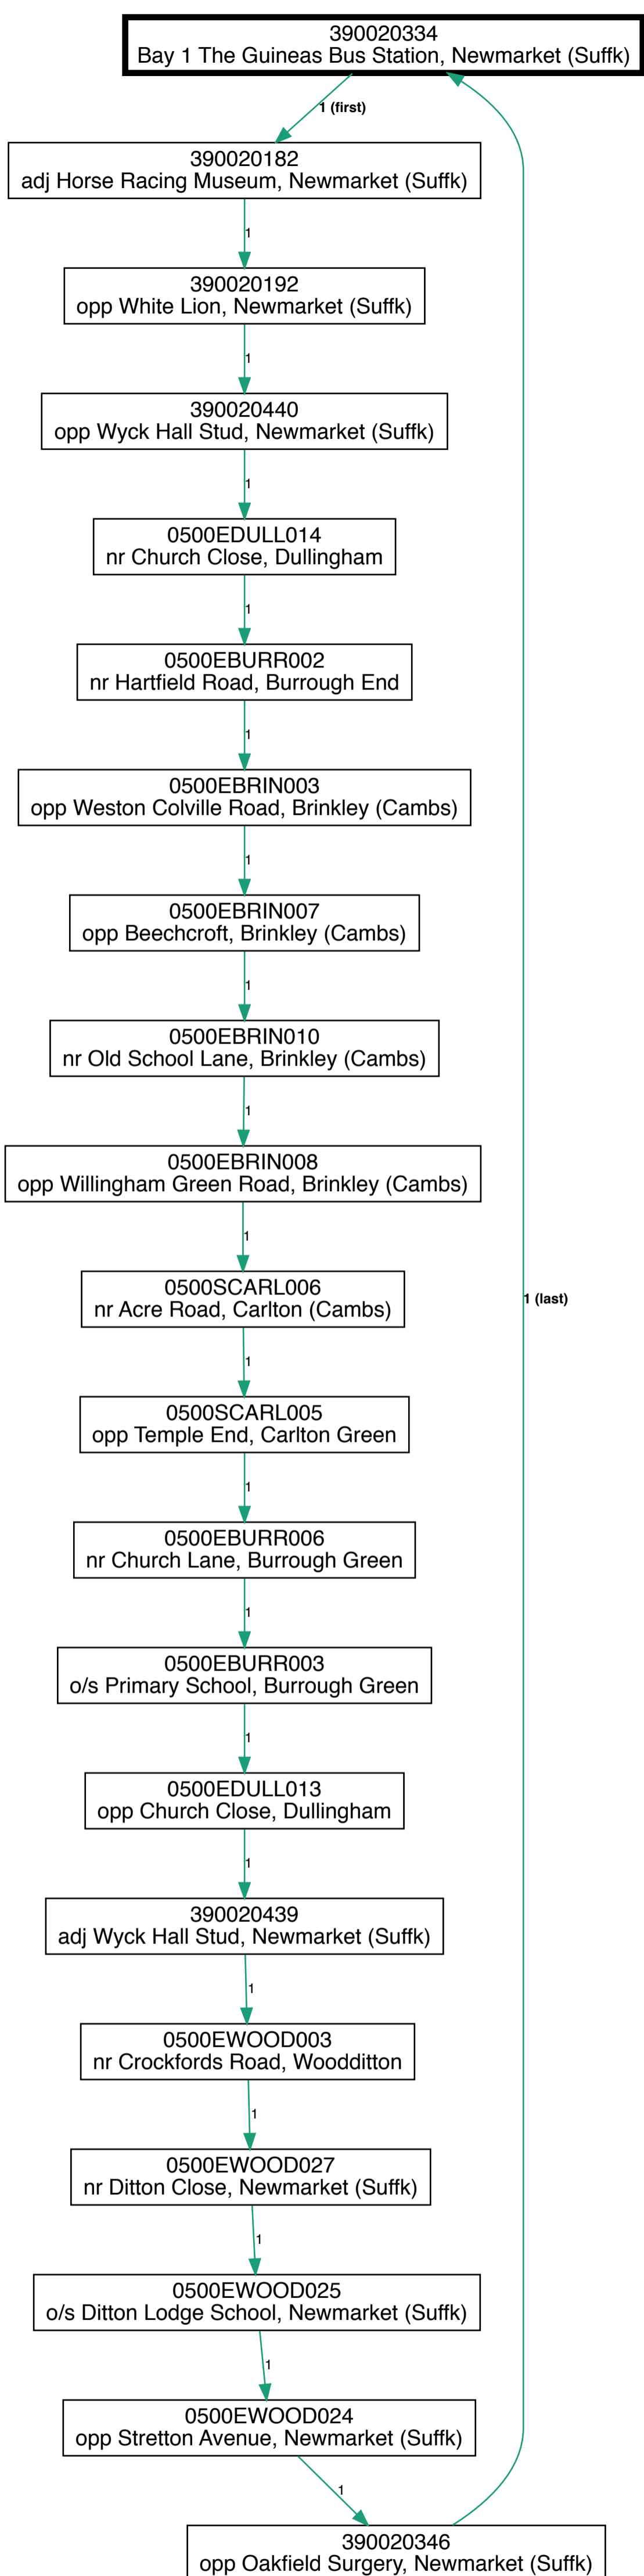 390020334
Bay 1 The Guineas Bus Station, Newmarket (Suffk)
1 (first)
390020182
adj Horse Racing Museum, Newmarket (Suffk)
1
390020192
opp White Lion, Newmarket (Suffk)
1
390020440
opp Wyck Hall Stud, Newmarket (Suffk)
1
0500EDULL014
nr Church Close, Dullingham
1
0500EBURR002
nr Hartfield Road, Burrough End
1
0500EBRIN003
opp Weston Colville Road, Brinkley (Cambs)
1
0500EBRIN007
opp Beechcroft, Brinkley (Cambs)
1
0500EBRIN010
nr Old School Lane, Brinkley (Cambs)
1
0500EBRIN008
opp Willingham Green Road, Brinkley (Cambs)
1
0500SCARL006
nr Acre Road, Carlton (Cambs)
1 (last)
1
0500SCARL005
opp Temple End, Carlton Green
1
0500EBURR006
nr Church Lane, Burrough Green
1
0500EBURR003
o/s Primary School, Burrough Green
1
0500EDULL013
opp Church Close, Dullingham
1
390020439
adj Wyck Hall Stud, Newmarket (Suffk)
1
0500EWOOD003
nr Crockfords Road, Woodditton
1
0500EWOOD027
nr Ditton Close, Newmarket (Suffk)
1
0500EWOOD025
o/s Ditton Lodge School, Newmarket (Suffk)
1
0500EWOOD024
opp Stretton Avenue, Newmarket (Suffk)
1
390020346
opp Oakfield Surgery, Newmarket (Suffk)